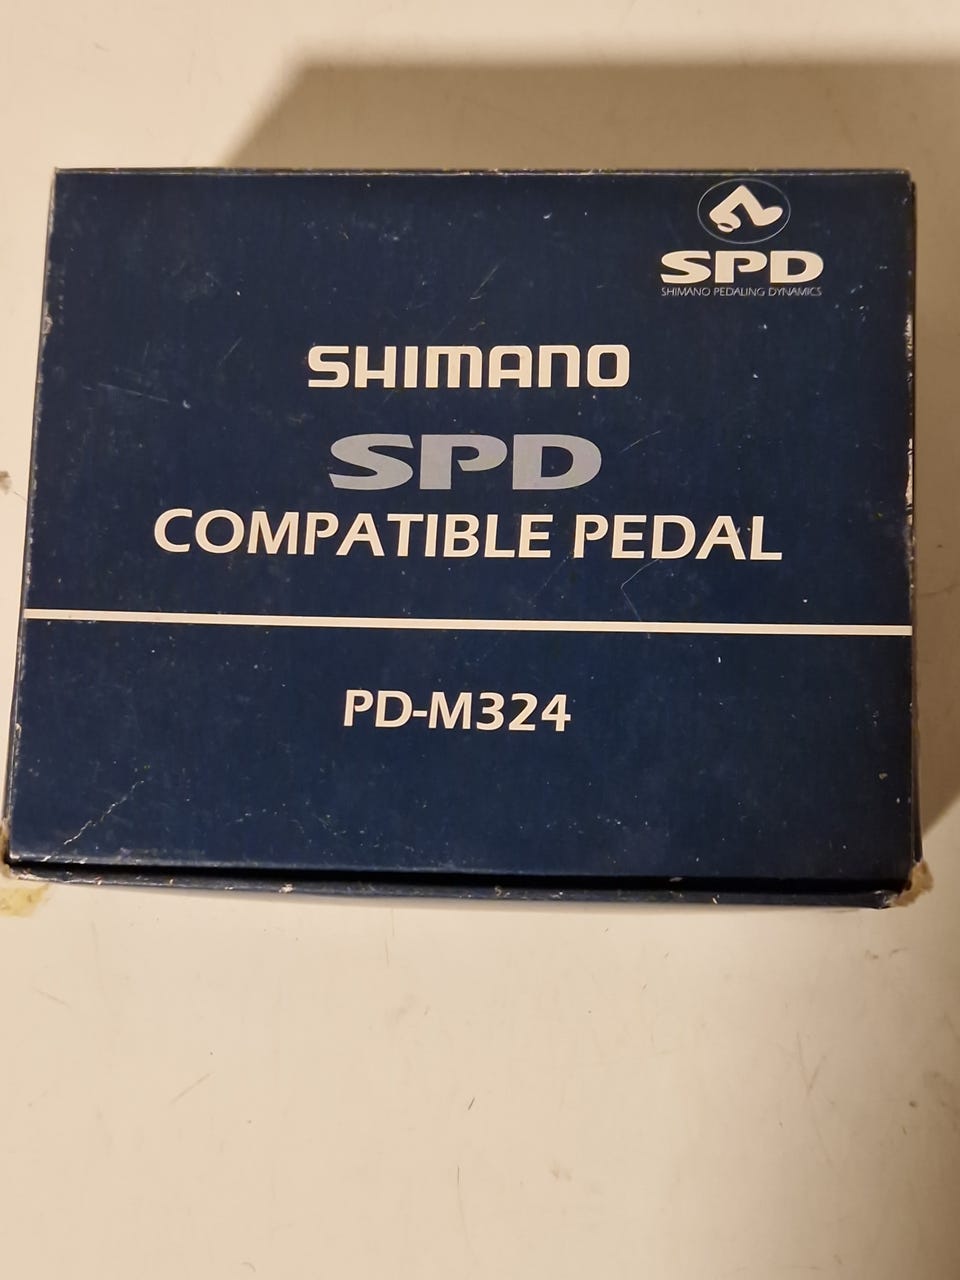 SPD
SHIMANO PEDALING DYNAMICS
SHIMANO
SPD
COMPATIBLE PEDAL
PD-M324